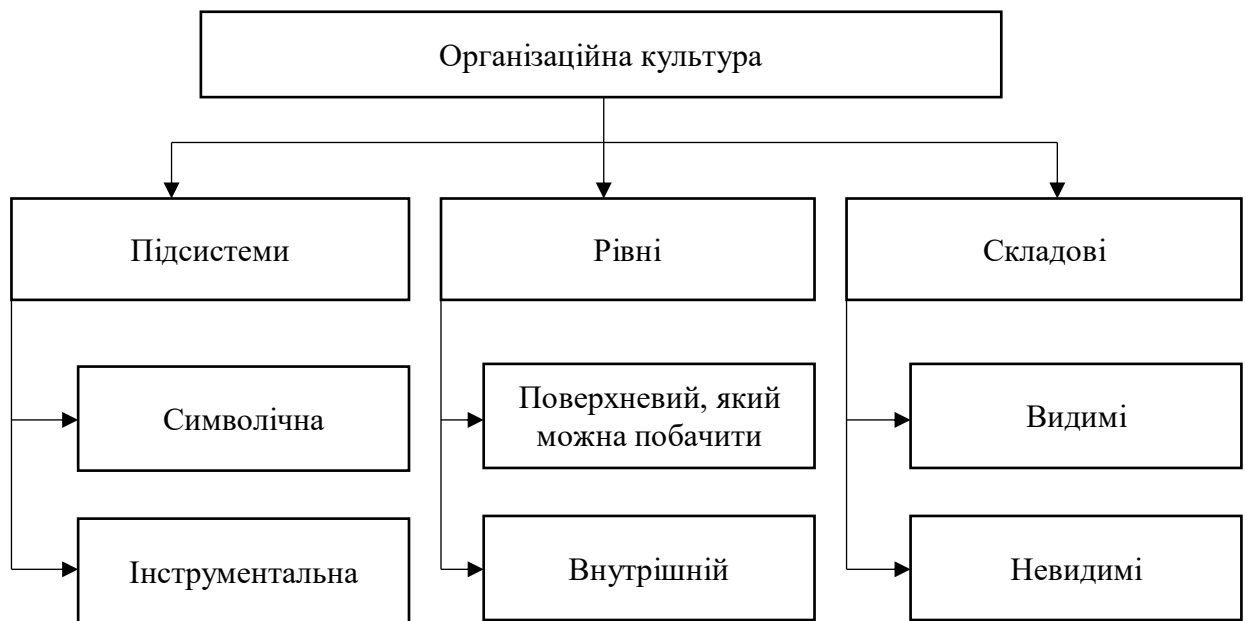 Організаційна культура
Підсистеми
Рівні
Складові
Символічна
Поверхневий, який
можна побачити
Видимі
Інструментальна
Внутрішній
Невидимі